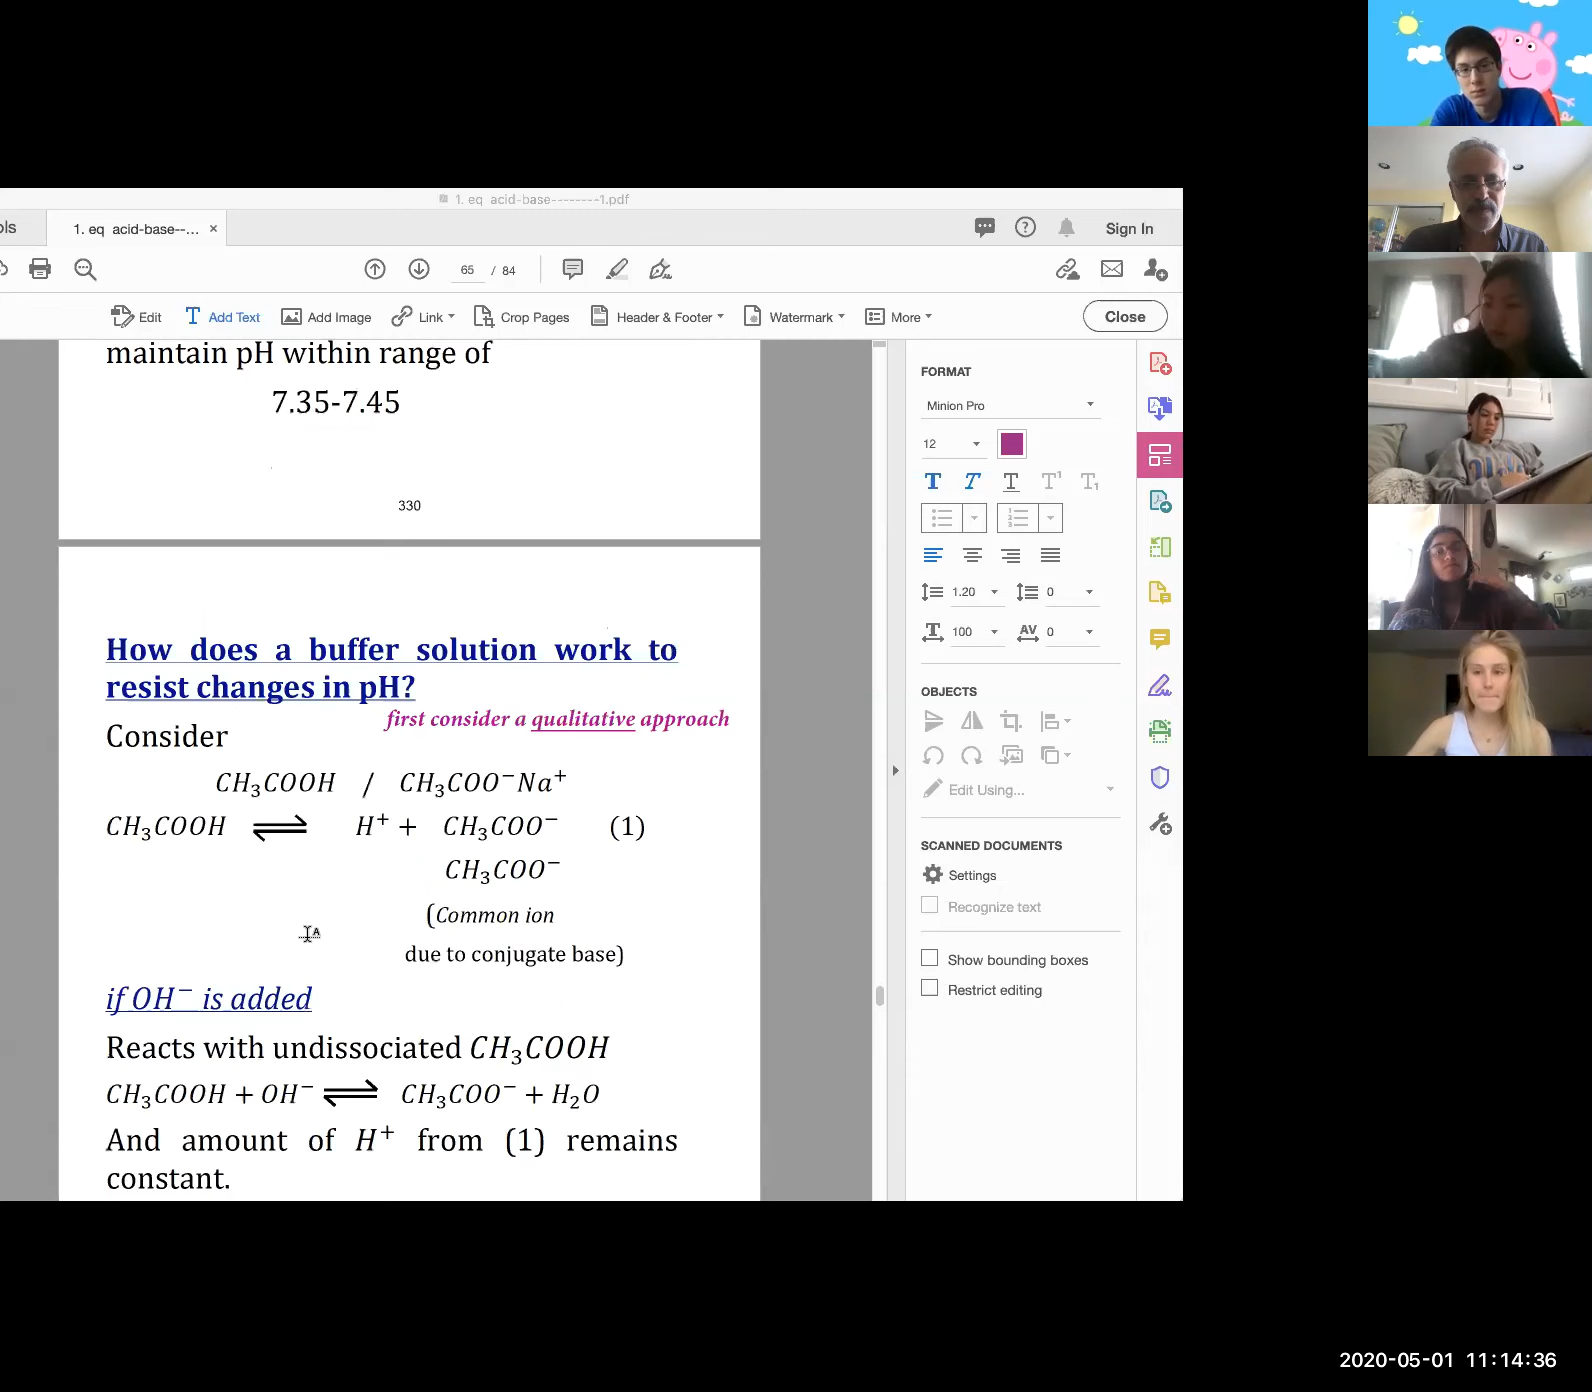 1. eq acid-base--------1.pdf
ols
1. eq acid-base--... ×
Sign In
65 / 84
Edit Add Text Add Image Link Crop Pages Header & Footer Watermark More Close
maintain pH within range of
7.35-7.45
330
How does a buffer solution work to
resist changes in pH?
first consider a qualitative approach
Consider
CH₃COOH / CH₃COO⁻Na⁺
CH₃COOH ⇌ H⁺ + CH₃COO⁻ (1)
CH₃COO⁻
(Common ion
due to conjugate base)
if OH⁻ is added
Reacts with undissociated CH₃COOH
CH₃COOH + OH⁻ ⇌ CH₃COO⁻ + H₂O
And amount of H⁺ from (1) remains
constant.
FORMAT
Minion Pro
12
T T T T¹ T₁
1.20 0
100 AV 0
OBJECTS
Edit Using...
SCANNED DOCUMENTS
Settings
Recognize text
Show bounding boxes
Restrict editing
2020-05-01 11:14:36